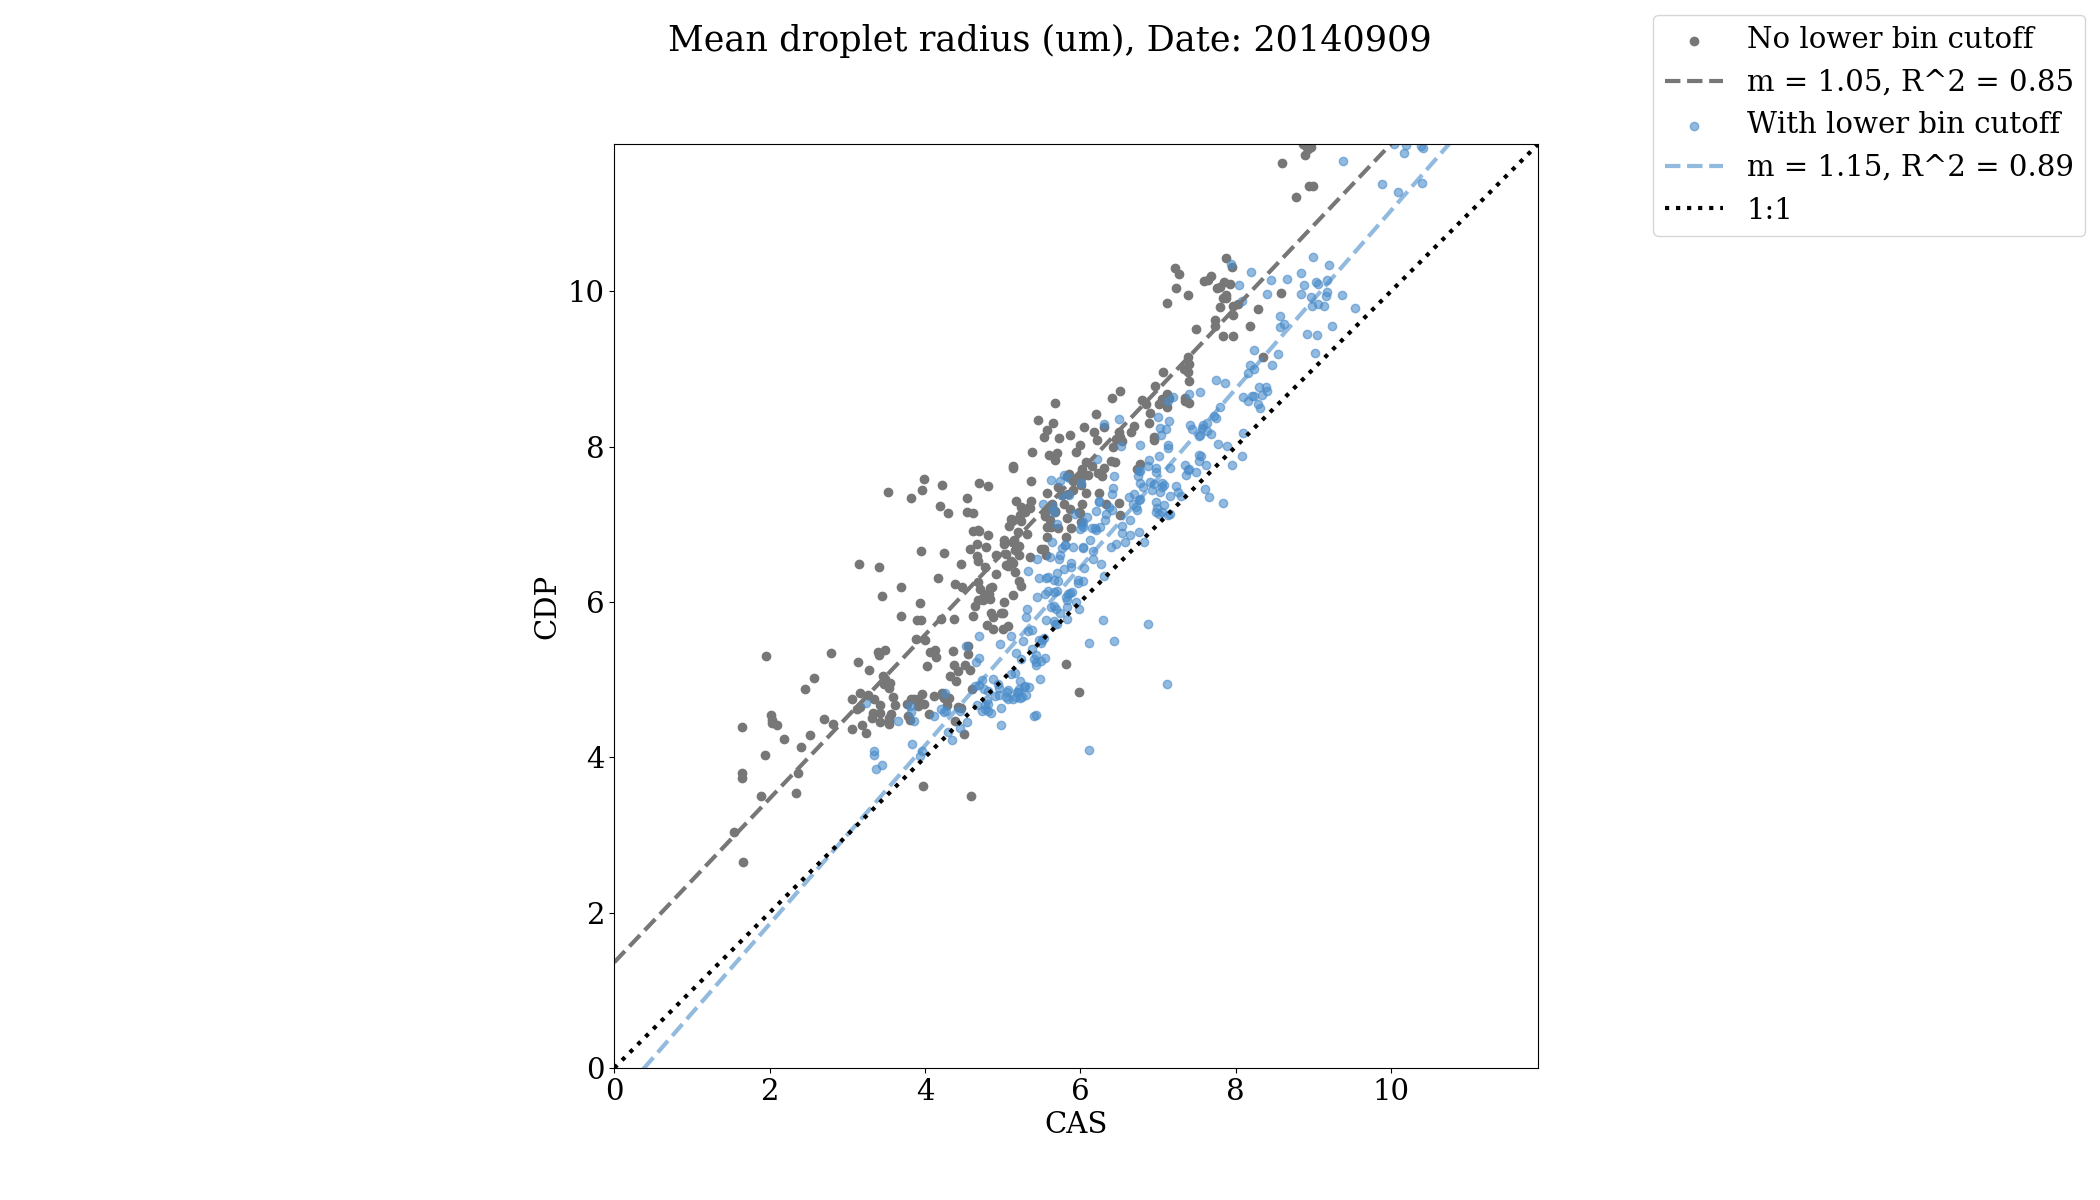 Mean droplet radius (um), Date: 20140909
No lower bin cutoff
m = 1.05, R^2 = 0.85
With lower bin cutoff
m = 1.15, R^2 = 0.89
1:1
CDP
10
8
6
4
2
0
0 2 4 6 8 10
CAS